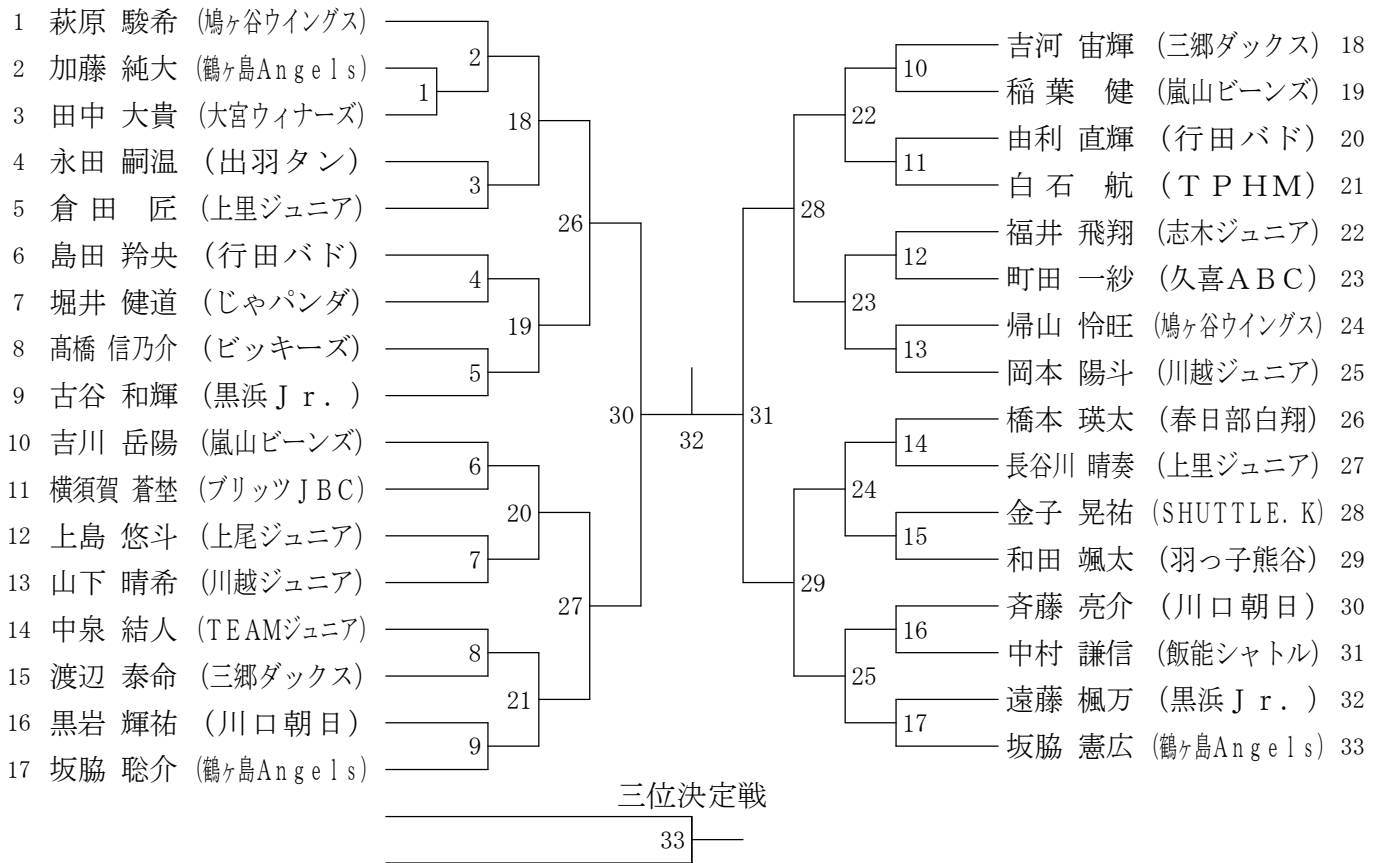 1 萩原 駿希 (鳩ヶ谷ウイングス)
2 加藤 純大 (鶴ヶ島Angels)
3 田中 大貴 (大宮ウィナーズ)
4 永田 嗣温 (出羽タン)
5 倉田 匠 (上里ジュニア)
6 島田 羚央 (行田バド)
7 堀井 健道 (じゃパンダ)
8 髙橋 信乃介 (ビッキーズ)
9 古谷 和輝 (黒浜Jr.)
10 吉川 岳陽 (嵐山ビーンズ)
11 横須賀 蒼埜 (ブリッツJBC)
12 上島 悠斗 (上尾ジュニア)
13 山下 晴希 (川越ジュニア)
14 中泉 結人 (TEAMジュニア)
15 渡辺 泰命 (三郷ダックス)
16 黒岩 輝祐 (川口朝日)
17 坂脇 聡介 (鶴ヶ島Angels)
1
2
3
4
5
6
7
8
9
18
19
20
21
26
27
30
32
31
28
29
22
23
24
25
10
11
12
13
14
15
16
17
吉河 宙輝 (三郷ダックス) 18
稲葉 健 (嵐山ビーンズ) 19
由利 直輝 (行田バド) 20
白石 航 (TPHM) 21
福井 飛翔 (志木ジュニア) 22
町田 一紗 (久喜ABC) 23
帰山 怜旺 (鳩ヶ谷ウイングス) 24
岡本 陽斗 (川越ジュニア) 25
橋本 瑛太 (春日部白翔) 26
長谷川 晴奏 (上里ジュニア) 27
金子 晃祐 (SHUTTLE.K) 28
和田 颯太 (羽っ子熊谷) 29
斉藤 亮介 (川口朝日) 30
中村 謙信 (飯能シャトル) 31
遠藤 楓万 (黒浜Jr.) 32
坂脇 憲広 (鶴ヶ島Angels) 33
三位決定戦
33